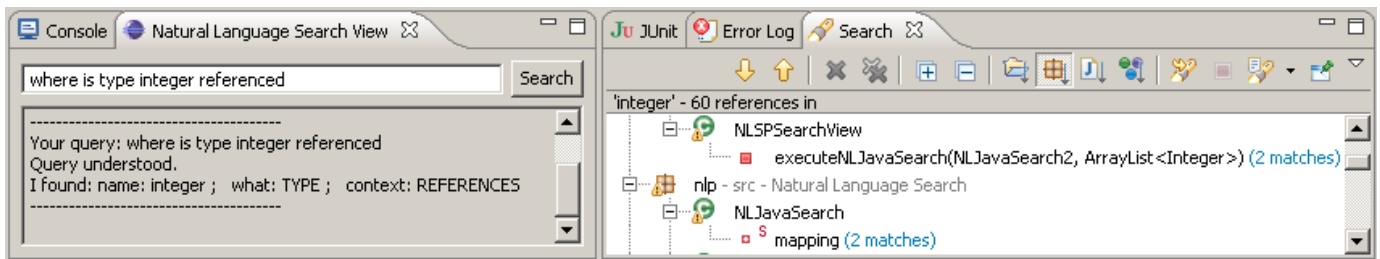 Console
Natural Language Search View
where is type integer referenced
Search
----------------------------------------
Your query: where is type integer referenced
Query understood.
I found: name: integer ; what: TYPE ; context: REFERENCES
----------------------------------------
Ju JUnit
Error Log
Search
'integer' - 60 references in
NLSPSearchView
executeNLJavaSearch(NLJavaSearch2, ArrayList<Integer>) (2 matches)
nlp - src - Natural Language Search
NLJavaSearch
S mapping (2 matches)